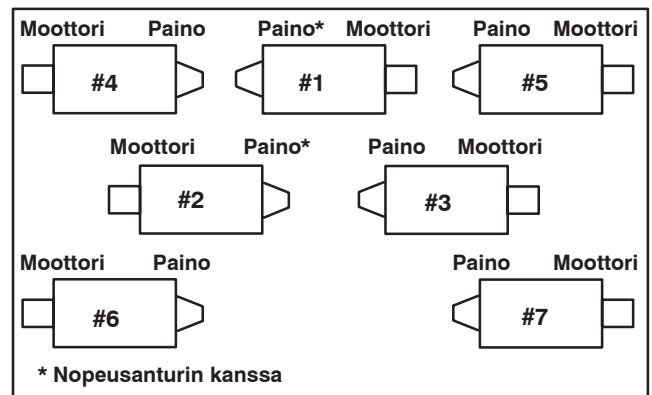 Moottori Paino Paino* Moottori Paino Moottori
#4 #1 #5
Moottori Paino* Paino Moottori
#2 #3
Moottori Paino Paino Moottori
#6 #7
* Nopeusanturin kanssa